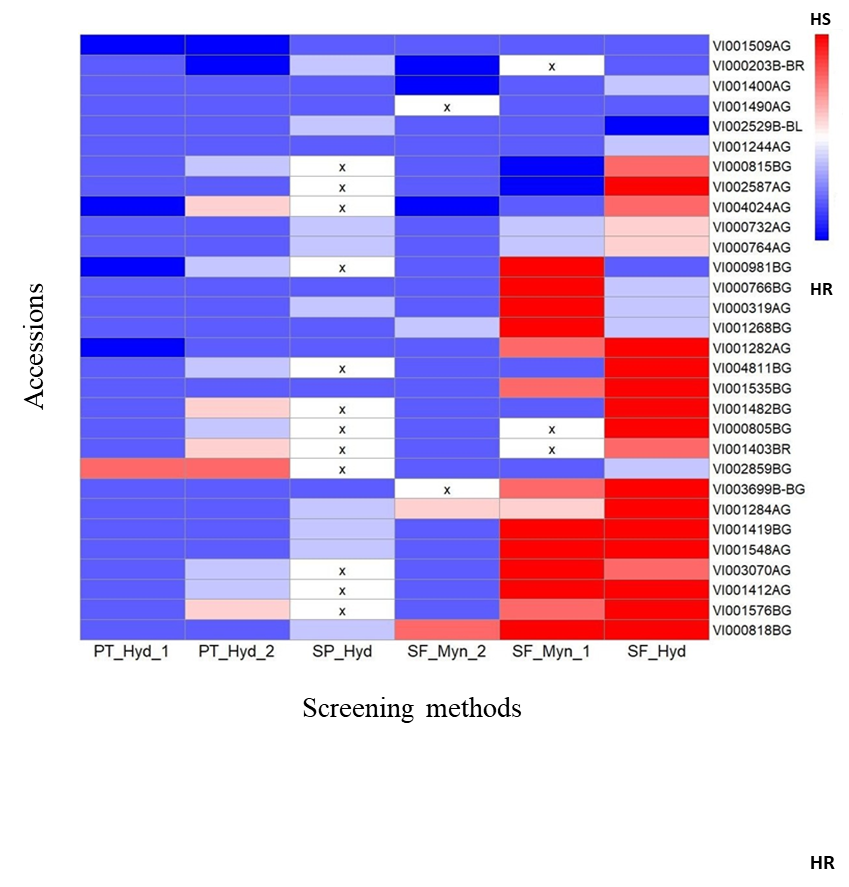 HS
VI001509AG
VI000203B-BR
x
VI001400AG
VI001490AG
x
VI002529B-BL
VI001244AG
VI000815BG
x
VI002587AG
x
VI004024AG
x
VI000732AG
VI000764AG
VI000981BG
x
VI000766BG
HR
VI000319AG
VI001268BG
VI001282AG
VI004811BG
x
VI001535BG
VI001482BG
x
VI000805BG
x x
VI001403BR
x x
VI002859BG
x
VI003699B-BG
x
VI001284AG
VI001419BG
VI001548AG
VI003070AG
x
VI001412AG
x
VI001576BG
x
VI000818BG
Accessions
PT_Hyd_1 PT_Hyd_2 SP_Hyd SF_Myn_2 SF_Myn_1 SF_Hyd
Screening methods
HR